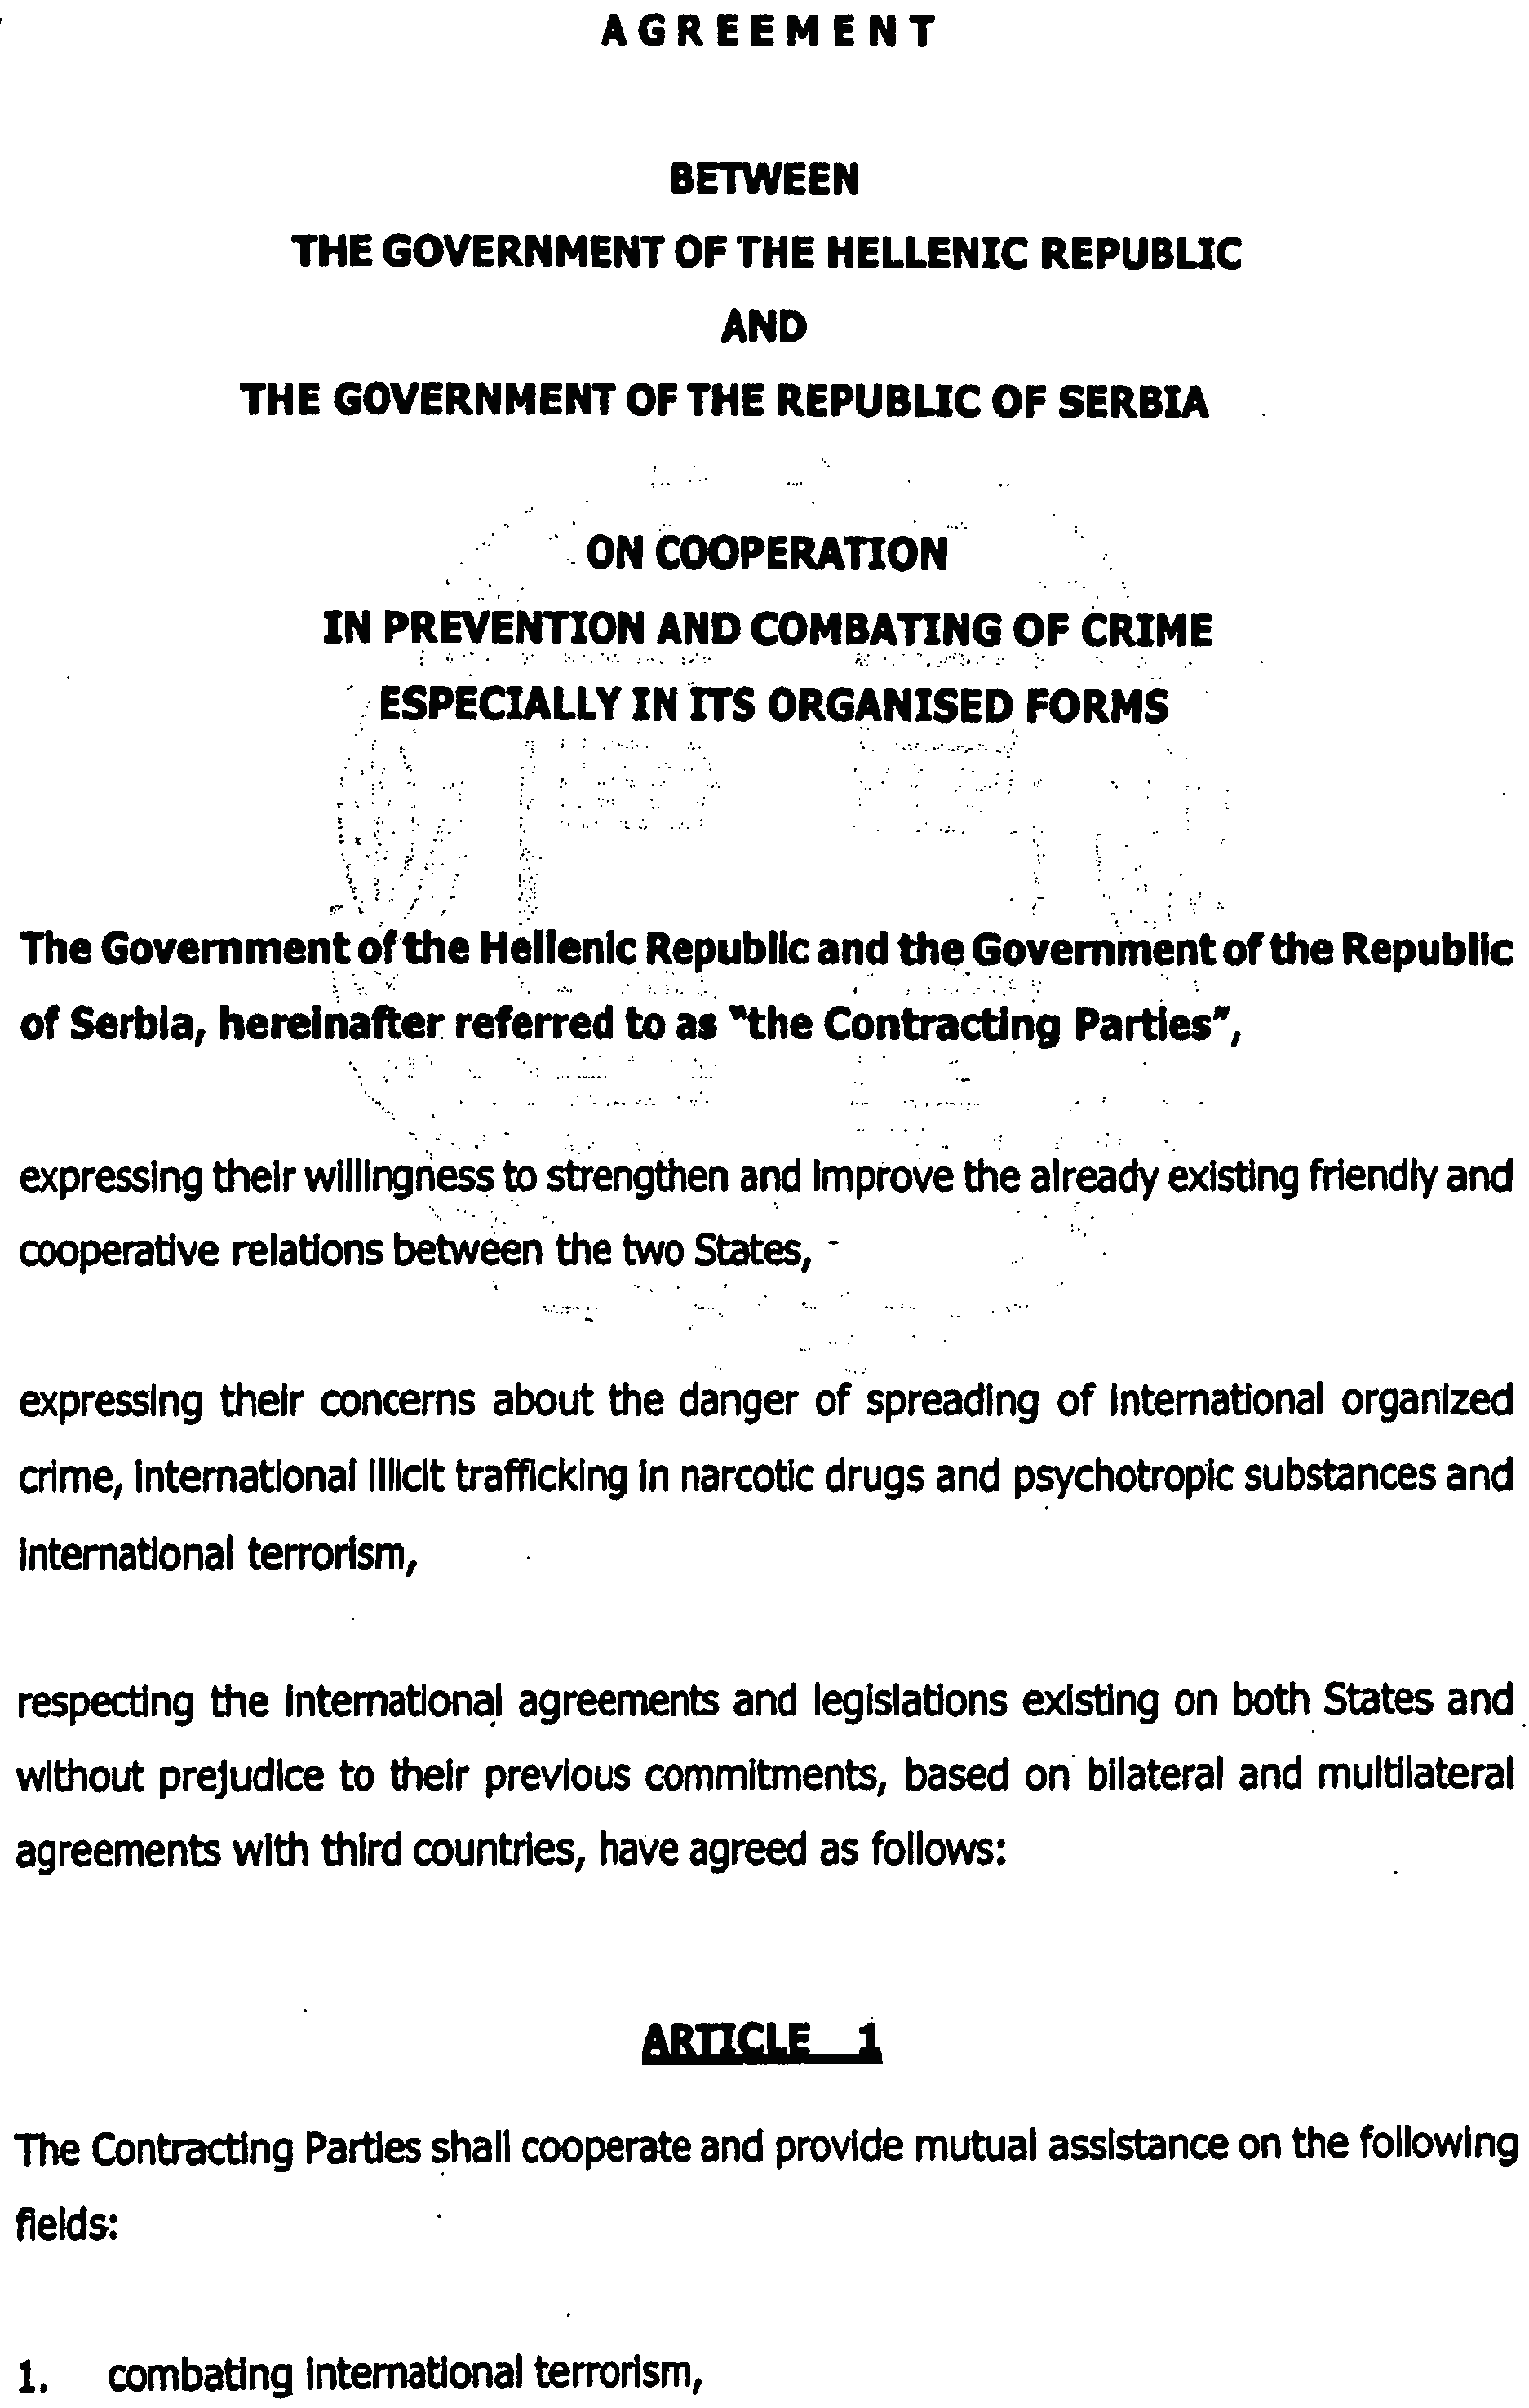 AGREEMENT
BETWEEN
THE GOVERNMENT OF THE HELLENIC REPUBLIC
AND
THE GOVERNMENT OF THE REPUBLIC OF SERBIA
ON COOPERATION
IN PREVENTION AND COMBATING OF CRIME
ESPECIALLY IN ITS ORGANISED FORMS
The Government of the Hellenic Republic and the Government of the Republic
of Serbia, hereinafter referred to as "the Contracting Parties",
expressing their willingness to strengthen and improve the already existing friendly and
cooperative relations between the two States, -
expressing their concerns about the danger of spreading of international organized
crime, international illicit trafficking in narcotic drugs and psychotropic substances and
international terrorism,
respecting the international agreements and legislations existing on both States and
without prejudice to their previous commitments, based on bilateral and multilateral
agreements with third countries, have agreed as follows:
ARTICLE 1
The Contracting Parties shall cooperate and provide mutual assistance on the following
fields:
1. combating international terrorism,